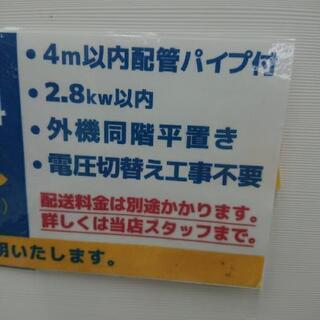 ・4m以内配管パイプ付
・2.8kw以内
・外機同階平置き
・電圧切替え工事不要
配送料金は別途かかります。
詳しくは当店スタッフまで。
明いたします。